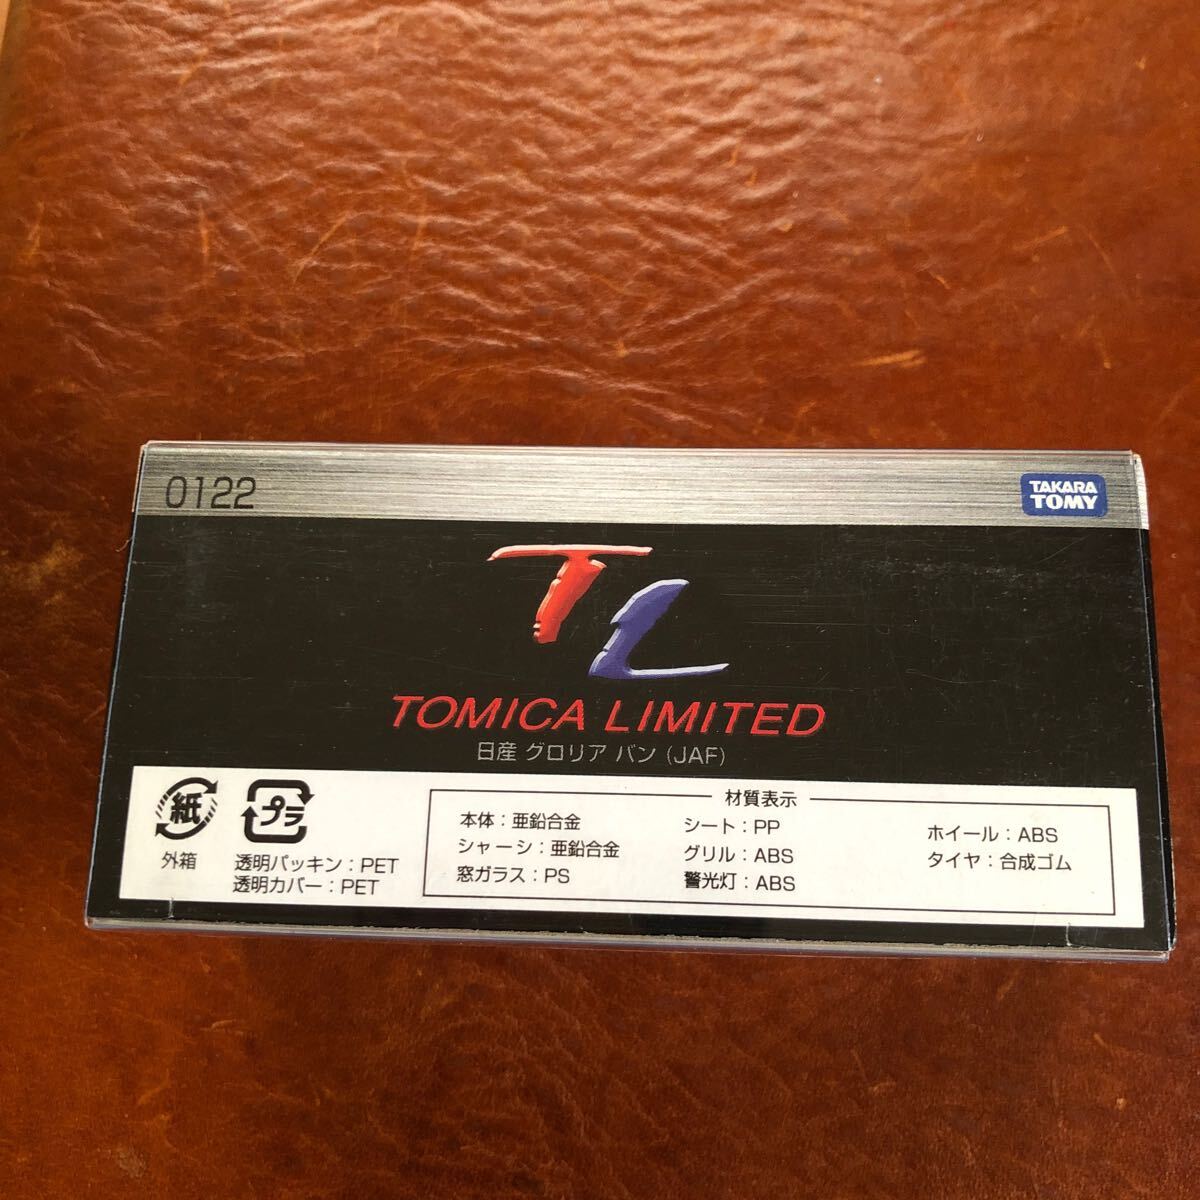 0122
TAKARA
TOMY
TL
TOMICA LIMITED
日産 グロリア バン (JAF)
紙
外箱
プラ
透明パッキン：PET
透明カバー：PET
材質表示
本体：亜鉛合金
シャーシ：亜鉛合金
窓ガラス：PS
シート：PP
グリル：ABS
警光灯：ABS
ホイール：ABS
タイヤ：合成ゴム